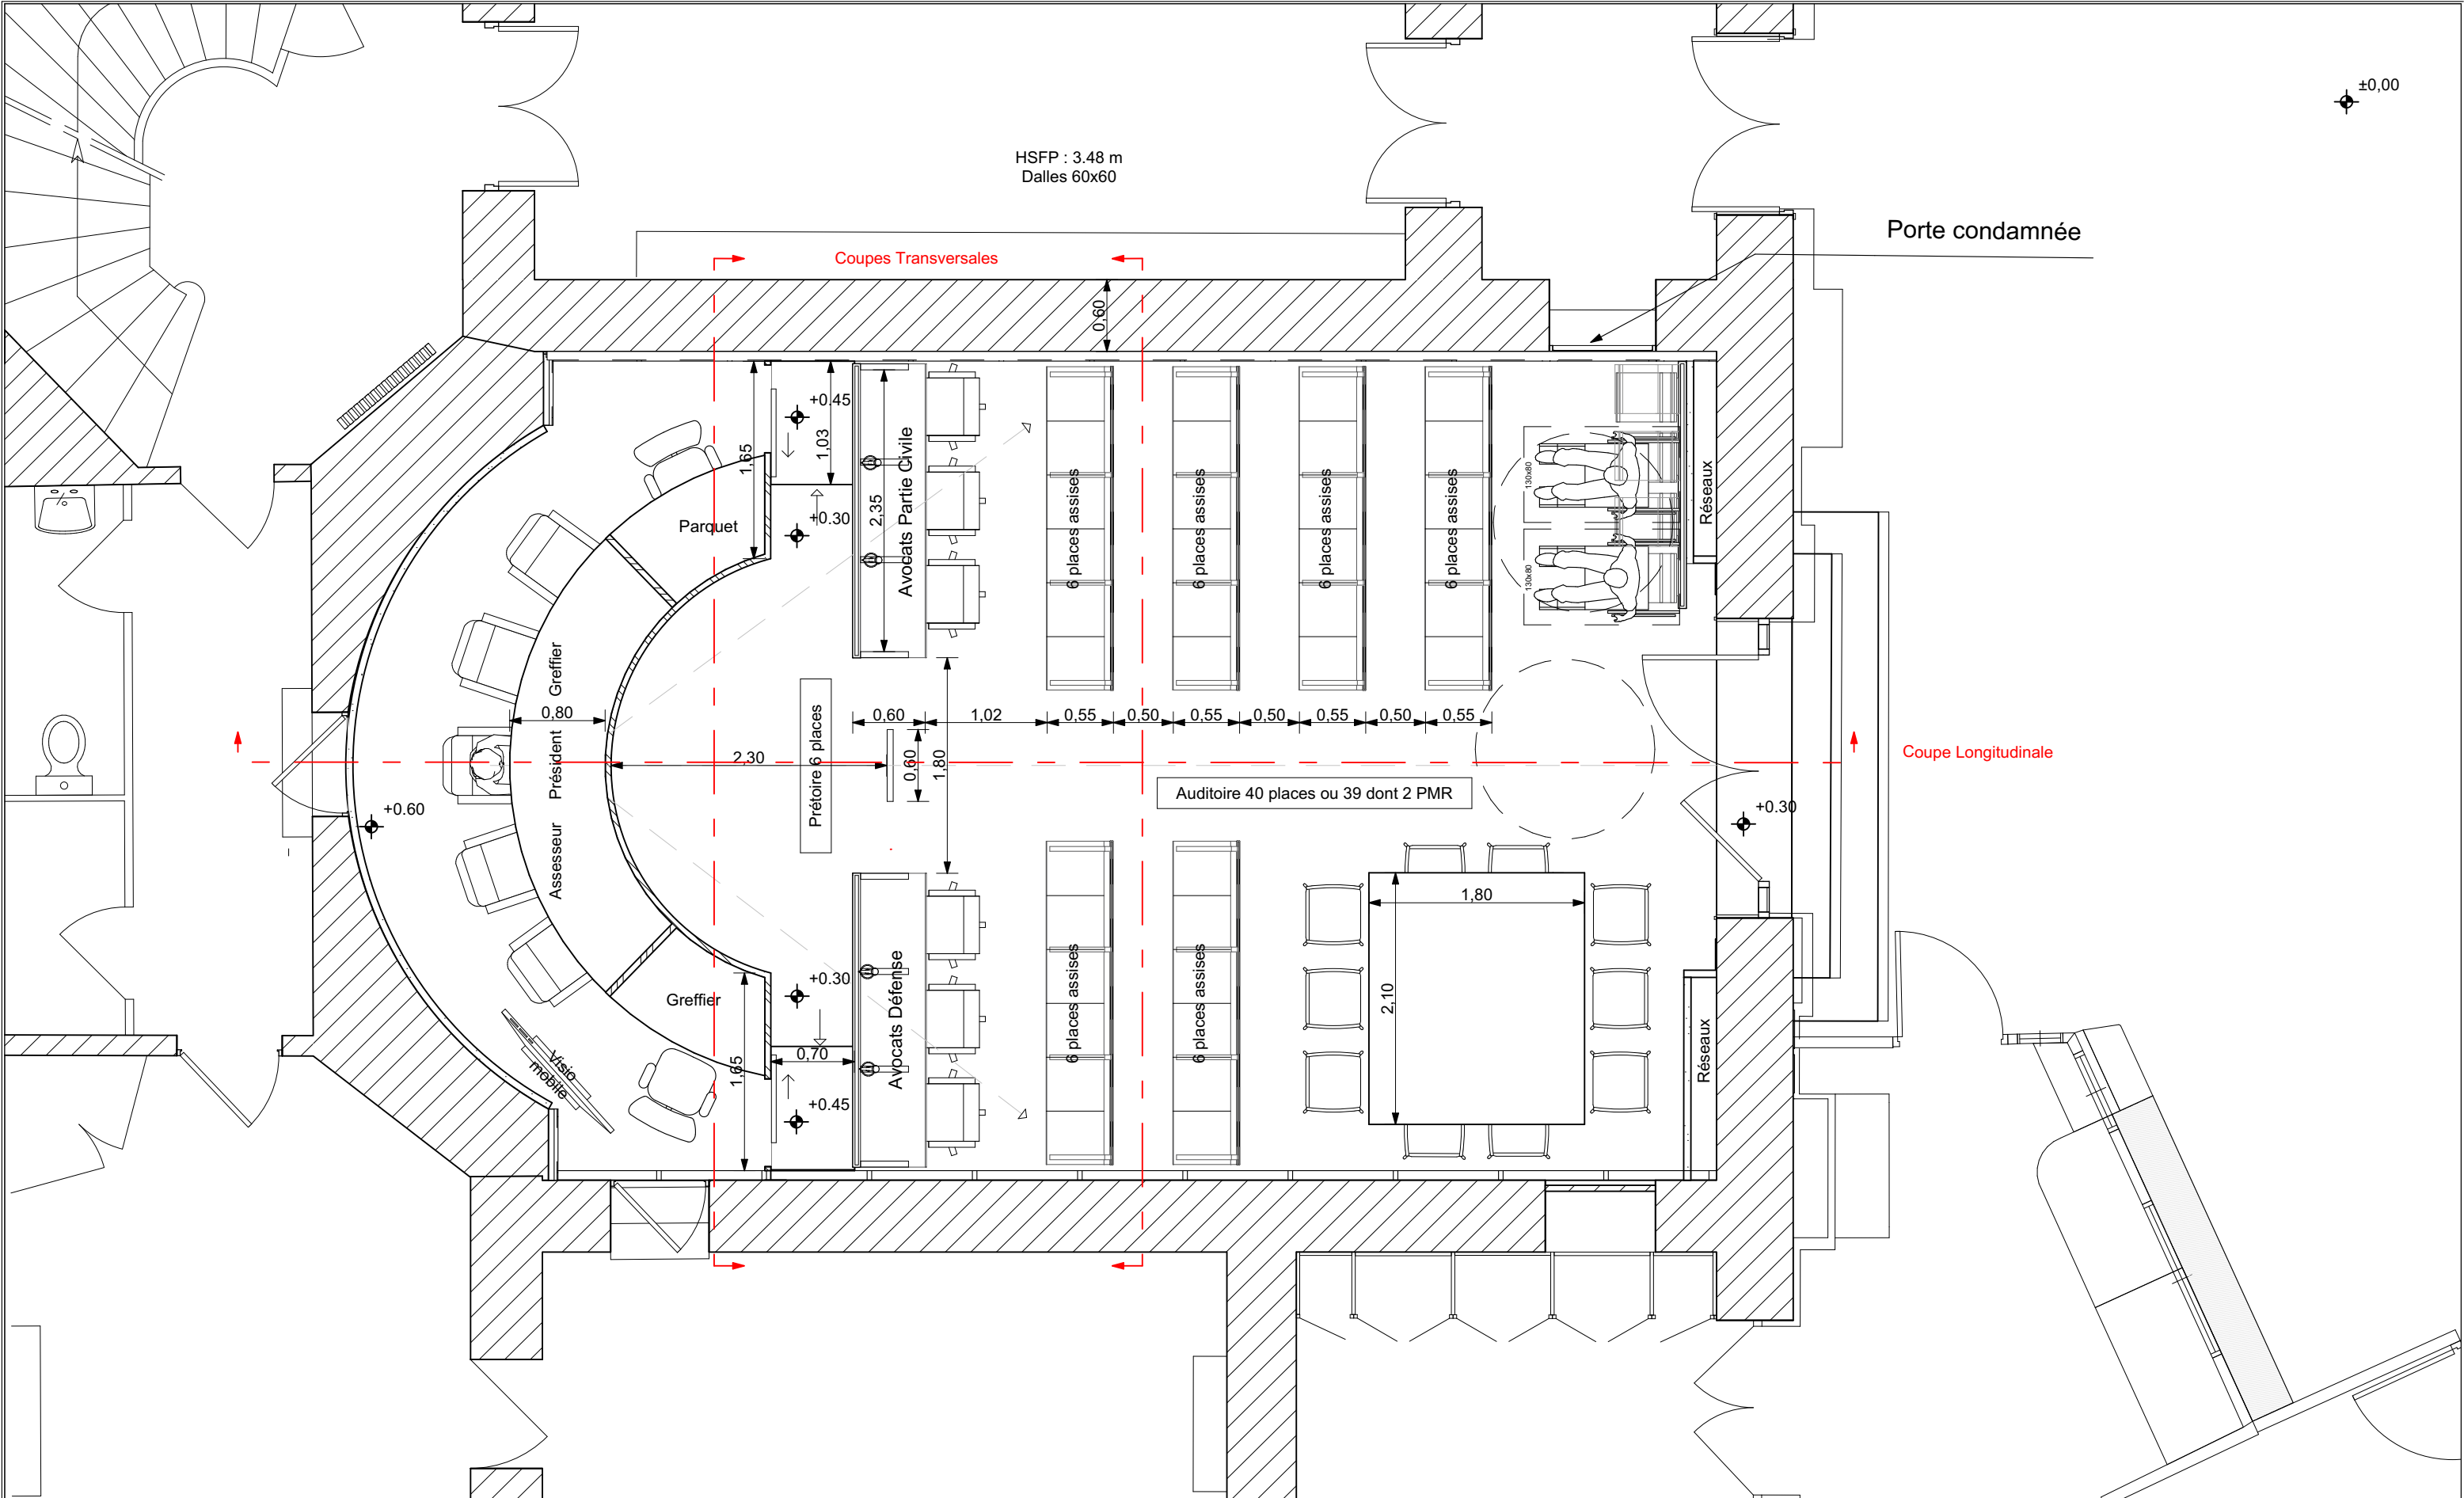 ±0,00
HSFP : 3.48 m
Dalles 60x60
Porte condamnée
Coupes Transversales
0,60
+0.45
1,03
1,65
2,35
Avocats Partie Civile
6 places assises
6 places assises
6 places assises
6 places assises
130x80
130x80
Réseaux
Parquet
+0.30
Greffier
Président
Assesseur
0,80
2,30
Prétoire 6 places
0,60
1,02
0,55
0,50
0,55
0,50
0,55
0,50
0,55
0,60
1,80
Coupe Longitudinale
Auditoire 40 places ou 39 dont 2 PMR
+0.60
+0.30
1,80
2,10
Avocats Défense
6 places assises
6 places assises
+0.30
Greffier
0,70
1,65
+0.45
Visio
mobile
Réseaux